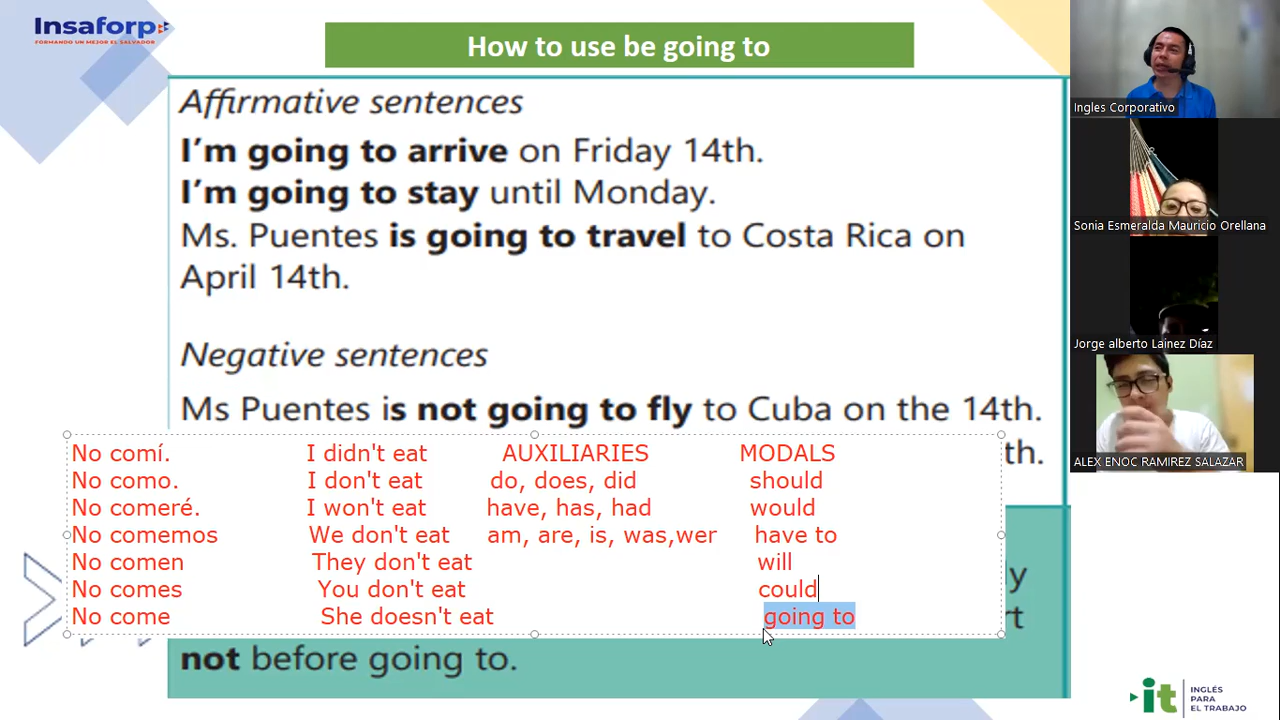 Insaforp
FORMANDO UN MEJOR EL SALVADOR
How to use be going to
Affirmative sentences
I'm going to arrive on Friday 14th.
I'm going to stay until Monday.
Ms. Puentes is going to travel to Costa Rica on
April 14th.
Negative sentences
Ms Puentes is not going to fly to Cuba on the 14th.
th.
No comí. I didn't eat AUXILIARIES MODALS
No como. I don't eat do, does, did should
No comeré. I won't eat have, has, had would
No comemos We don't eat am, are, is, was,wer have to
No comen They don't eat will
No comes You don't eat could
No come She doesn't eat going to
not before going to.
Ingles Corporativo
Sonia Esmeralda Mauricio Orellana
Jorge alberto Laínez Díaz
ALEX ENOC RAMIREZ SALAZAR
it
INGLÉS
PARA
EL TRABAJO